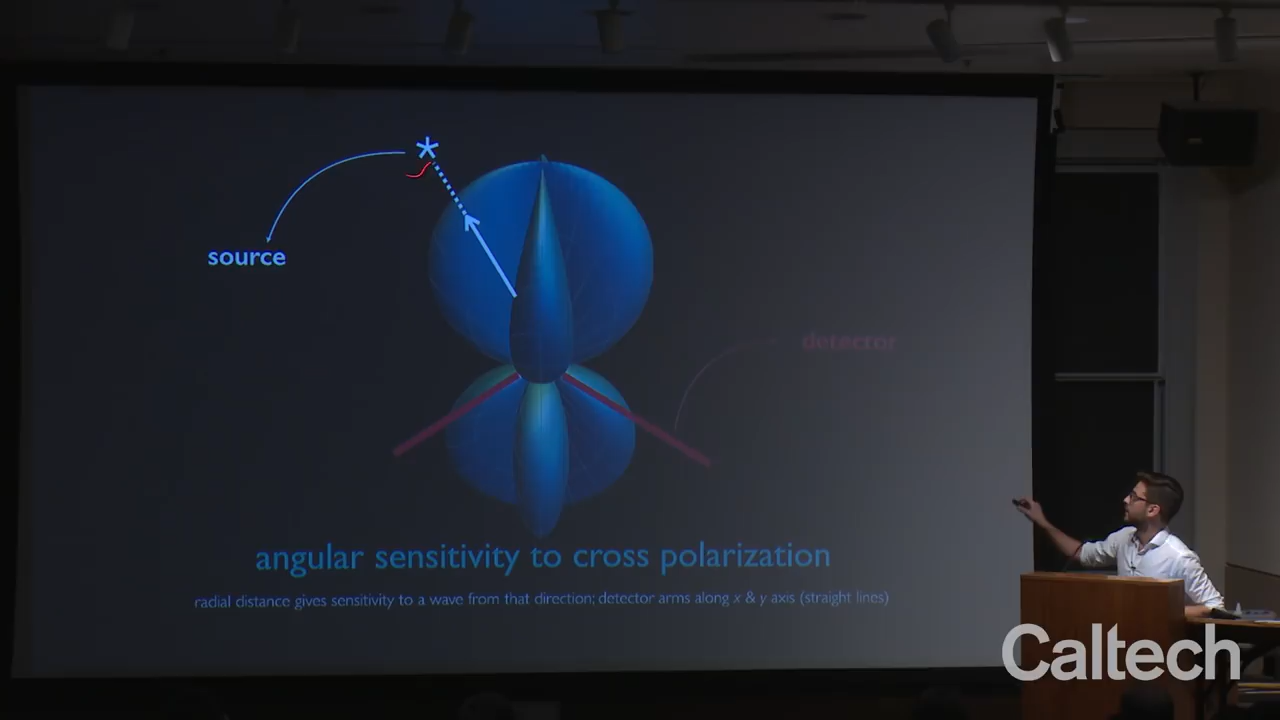 source
detector
angular sensitivity to cross polarization
radial distance gives sensitivity to a wave from that direction; detector arms along x & y axis (straight lines)
Caltech